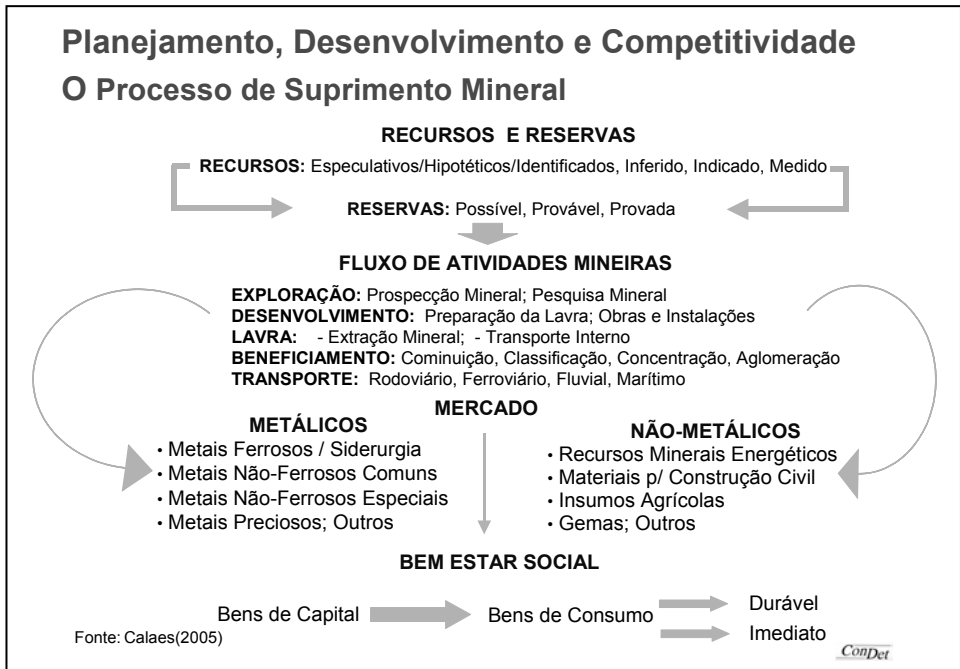 Planejamento, Desenvolvimento e Competitividade
O Processo de Suprimento Mineral
RECURSOS E RESERVAS
RECURSOS: Especulativos/Hipotéticos/Identificados, Inferido, Indicado, Medido
RESERVAS: Possível, Provável, Provada
FLUXO DE ATIVIDADES MINEIRAS
EXPLORAÇÃO: Prospecção Mineral; Pesquisa Mineral
DESENVOLVIMENTO: Preparação da Lavra; Obras e Instalações
LAVRA: - Extração Mineral; - Transporte Interno
BENEFICIAMENTO: Cominuição, Classificação, Concentração, Aglomeração
TRANSPORTE: Rodoviário, Ferroviário, Fluvial, Marítimo
MERCADO
METÁLICOS
• Metais Ferrosos / Siderurgia
• Metais Não-Ferrosos Comuns
• Metais Não-Ferrosos Especiais
• Metais Preciosos; Outros
NÃO-METÁLICOS
• Recursos Minerais Energéticos
• Materiais p/ Construção Civil
• Insumos Agrícolas
• Gemas; Outros
BEM ESTAR SOCIAL
Bens de Capital
Bens de Consumo
Durável
Imediato
Fonte: Calaes(2005)
ConDet